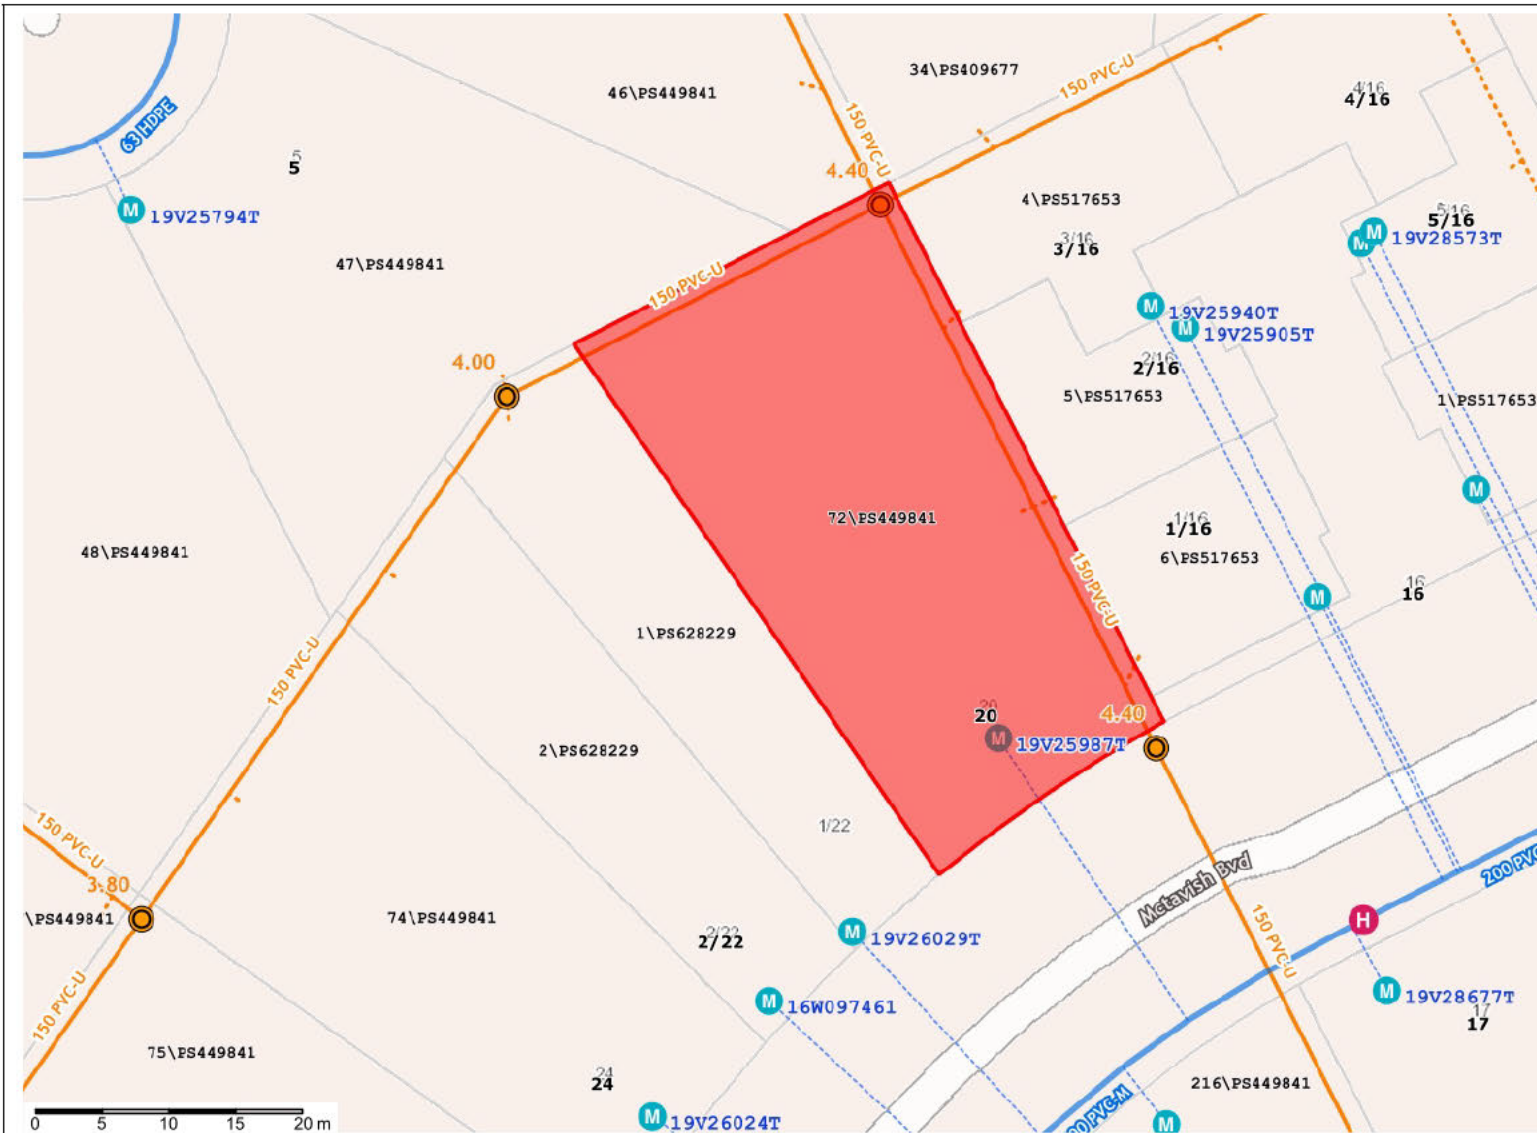 34\PS409677
150 PVC-U
46\PS449841
4/16
4/16
63 HDPE
150 PVC-U
5
5
4.40
4\PS517653
5/16
5/16
19V25794T
3/16
3/16
19V28573T
M
M
M
47\PS449841
150 PVC-U
M
19V25940T
M
19V25905T
4.00
2/16
2/16
5\PS517653
1\PS517653
M
72\PS449841
1/16
1/16
6\PS517653
48\PS449841
150 PVC-U
16
16
M
1\PS628229
150 PVC-U
20
20
4.40
M
19V25987T
2\PS628229
1/22
150 PVC-U
Mctavish Bvd
200 PVC
3.80
\PS449841
74\PS449841
2/22
2/22
M
19V26029T
H
150 PVC-U
M
16W097461
M
19V28677T
17
17
150 PVC-U
75\PS449841
24
24
216\PS449841
00 PVC-M
M
19V26024T
M
0 5 10 15 20 m